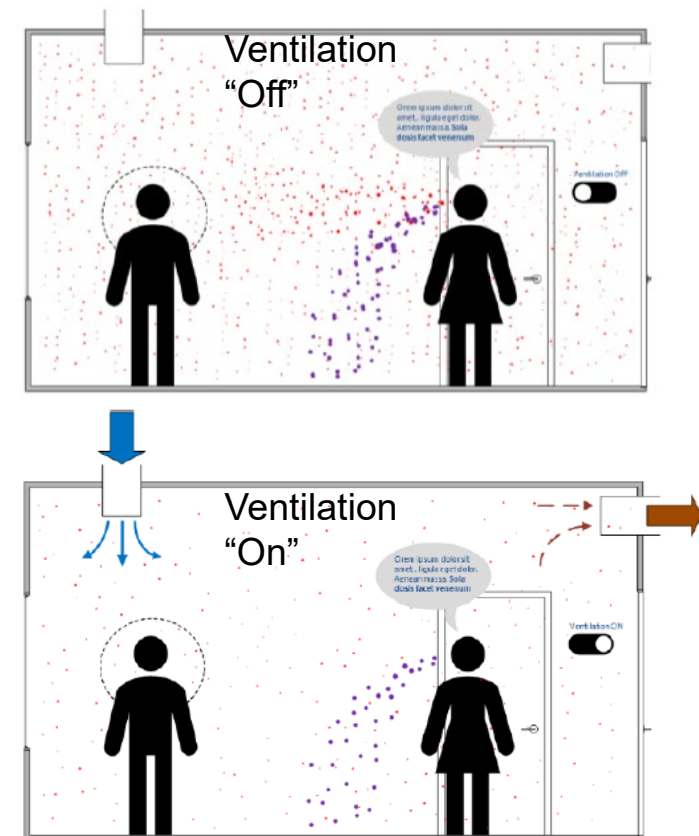 Ventilation
“Off”
Orem ipsum dolor sit
amet,. ligula eget dolor.
Aenean massa. Sola
dosis facet venenum
Ventilation OFF
Ventilation
“On”
Orem ipsum dolor sit
amet,. ligula eget dolor.
Aenean massa. Sola
dosis facet venenum
Ventilation ON